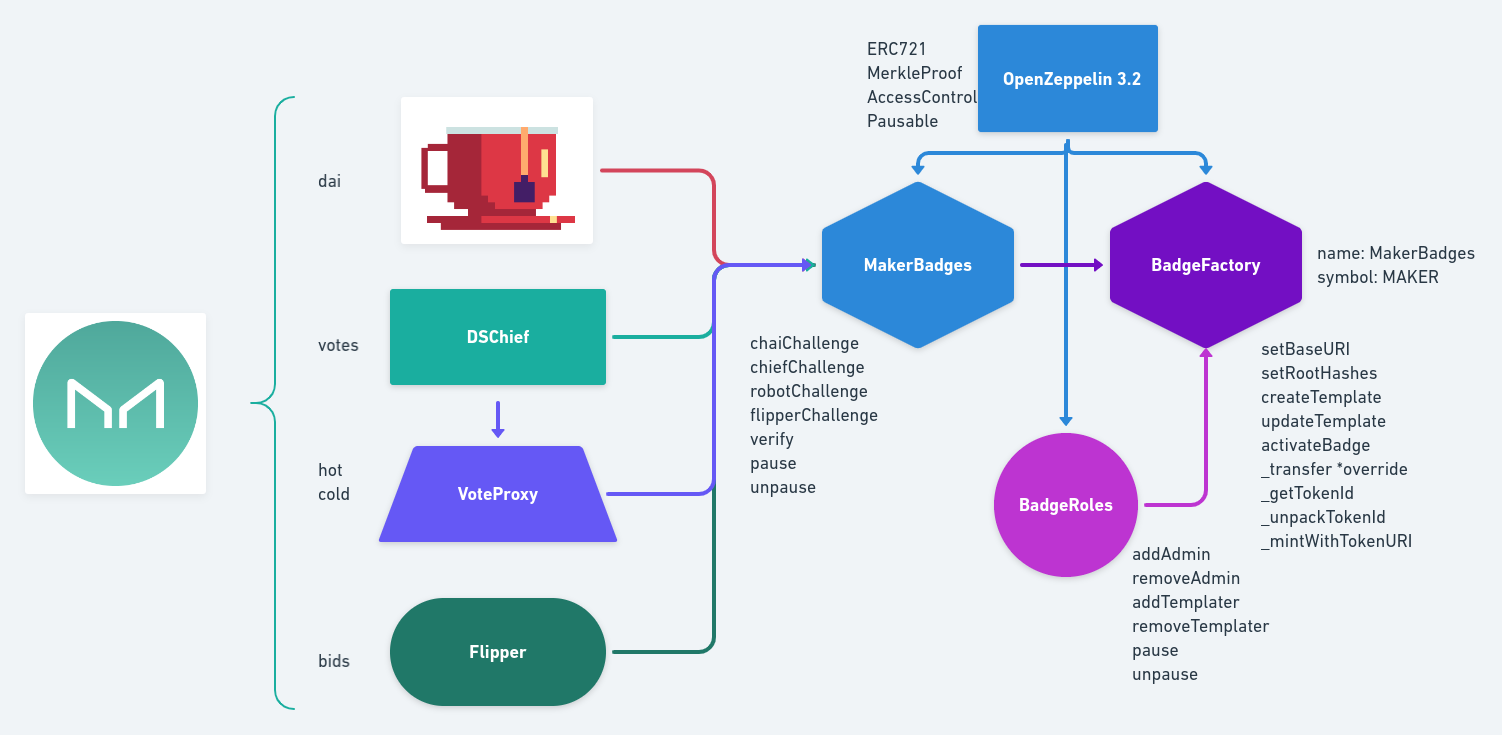 dai
votes
hot
cold
bids
DSChief
VoteProxy
Flipper
ERC721
MerkleProof
AccessControl
Pausable
OpenZeppelin 3.2
MakerBadges
chaiChallenge
chiefChallenge
robotChallenge
flipperChallenge
verify
pause
unpause
BadgeFactory
name: MakerBadges
symbol: MAKER
setBaseURI
setRootHashes
createTemplate
updateTemplate
activateBadge
_transfer *override
_getTokenId
_unpackTokenId
_mintWithTokenURI
BadgeRoles
addAdmin
removeAdmin
addTemplater
removeTemplater
pause
unpause